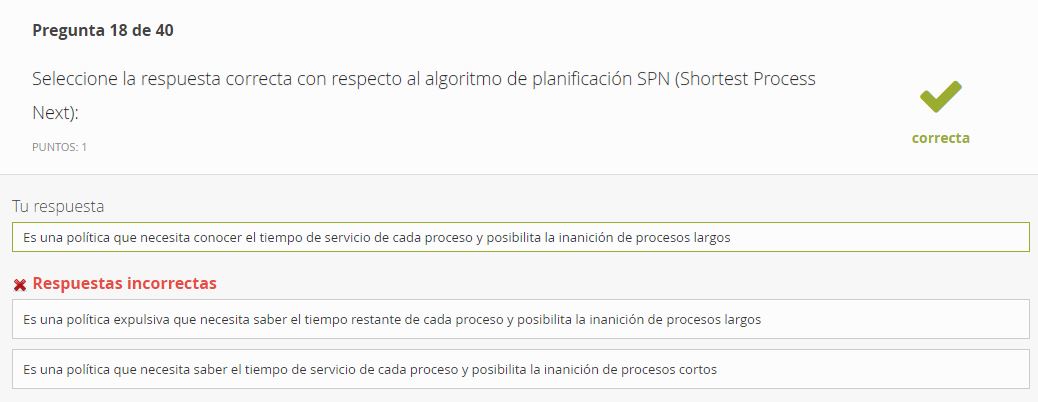 Pregunta 18 de 40
Seleccione la respuesta correcta con respecto al algoritmo de planificación SPN (Shortest Process
Next):
correcta
PUNTOS: 1
Tu respuesta
Es una política que necesita conocer el tiempo de servicio de cada proceso y posibilita la inanición de procesos largos
Respuestas incorrectas
Es una política expulsiva que necesita saber el tiempo restante de cada proceso y posibilita la inanición de procesos largos
Es una política que necesita saber el tiempo de servicio de cada proceso y posibilita la inanición de procesos cortos